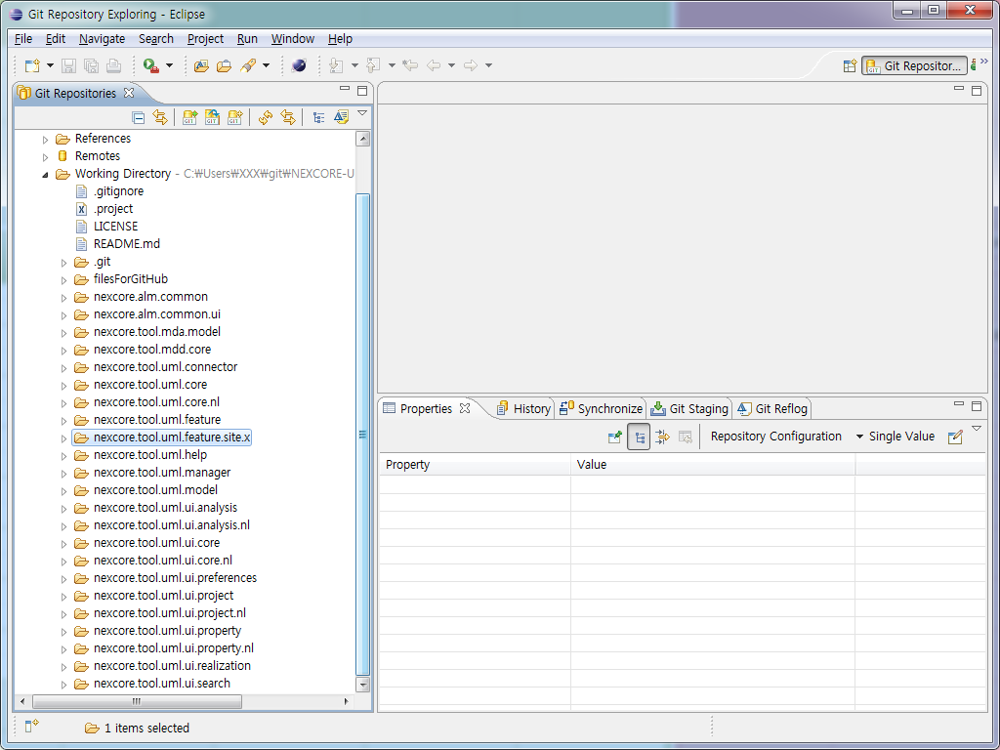 Git Repository Exploring - Eclipse
File Edit Navigate Search Project Run Window Help
Git Repositor...
Git Repositories
References
Remotes
Working Directory - C:₩Users₩XXX₩git₩NEXCORE-U
.gitignore
.project
LICENSE
README.md
.git
filesForGitHub
nexcore.alm.common
nexcore.alm.common.ui
nexcore.tool.mda.model
nexcore.tool.mdd.core
nexcore.tool.uml.connector
nexcore.tool.uml.core
nexcore.tool.uml.core.nl
nexcore.tool.uml.feature
nexcore.tool.uml.feature.site.x
nexcore.tool.uml.help
nexcore.tool.uml.manager
nexcore.tool.uml.model
nexcore.tool.uml.ui.analysis
nexcore.tool.uml.ui.analysis.nl
nexcore.tool.uml.ui.core
nexcore.tool.uml.ui.core.nl
nexcore.tool.uml.ui.preferences
nexcore.tool.uml.ui.project
nexcore.tool.uml.ui.project.nl
nexcore.tool.uml.ui.property
nexcore.tool.uml.ui.property.nl
nexcore.tool.uml.ui.realization
nexcore.tool.uml.ui.search
Properties History Synchronize Git Staging Git Reflog
Repository Configuration Single Value
Property Value
1 items selected